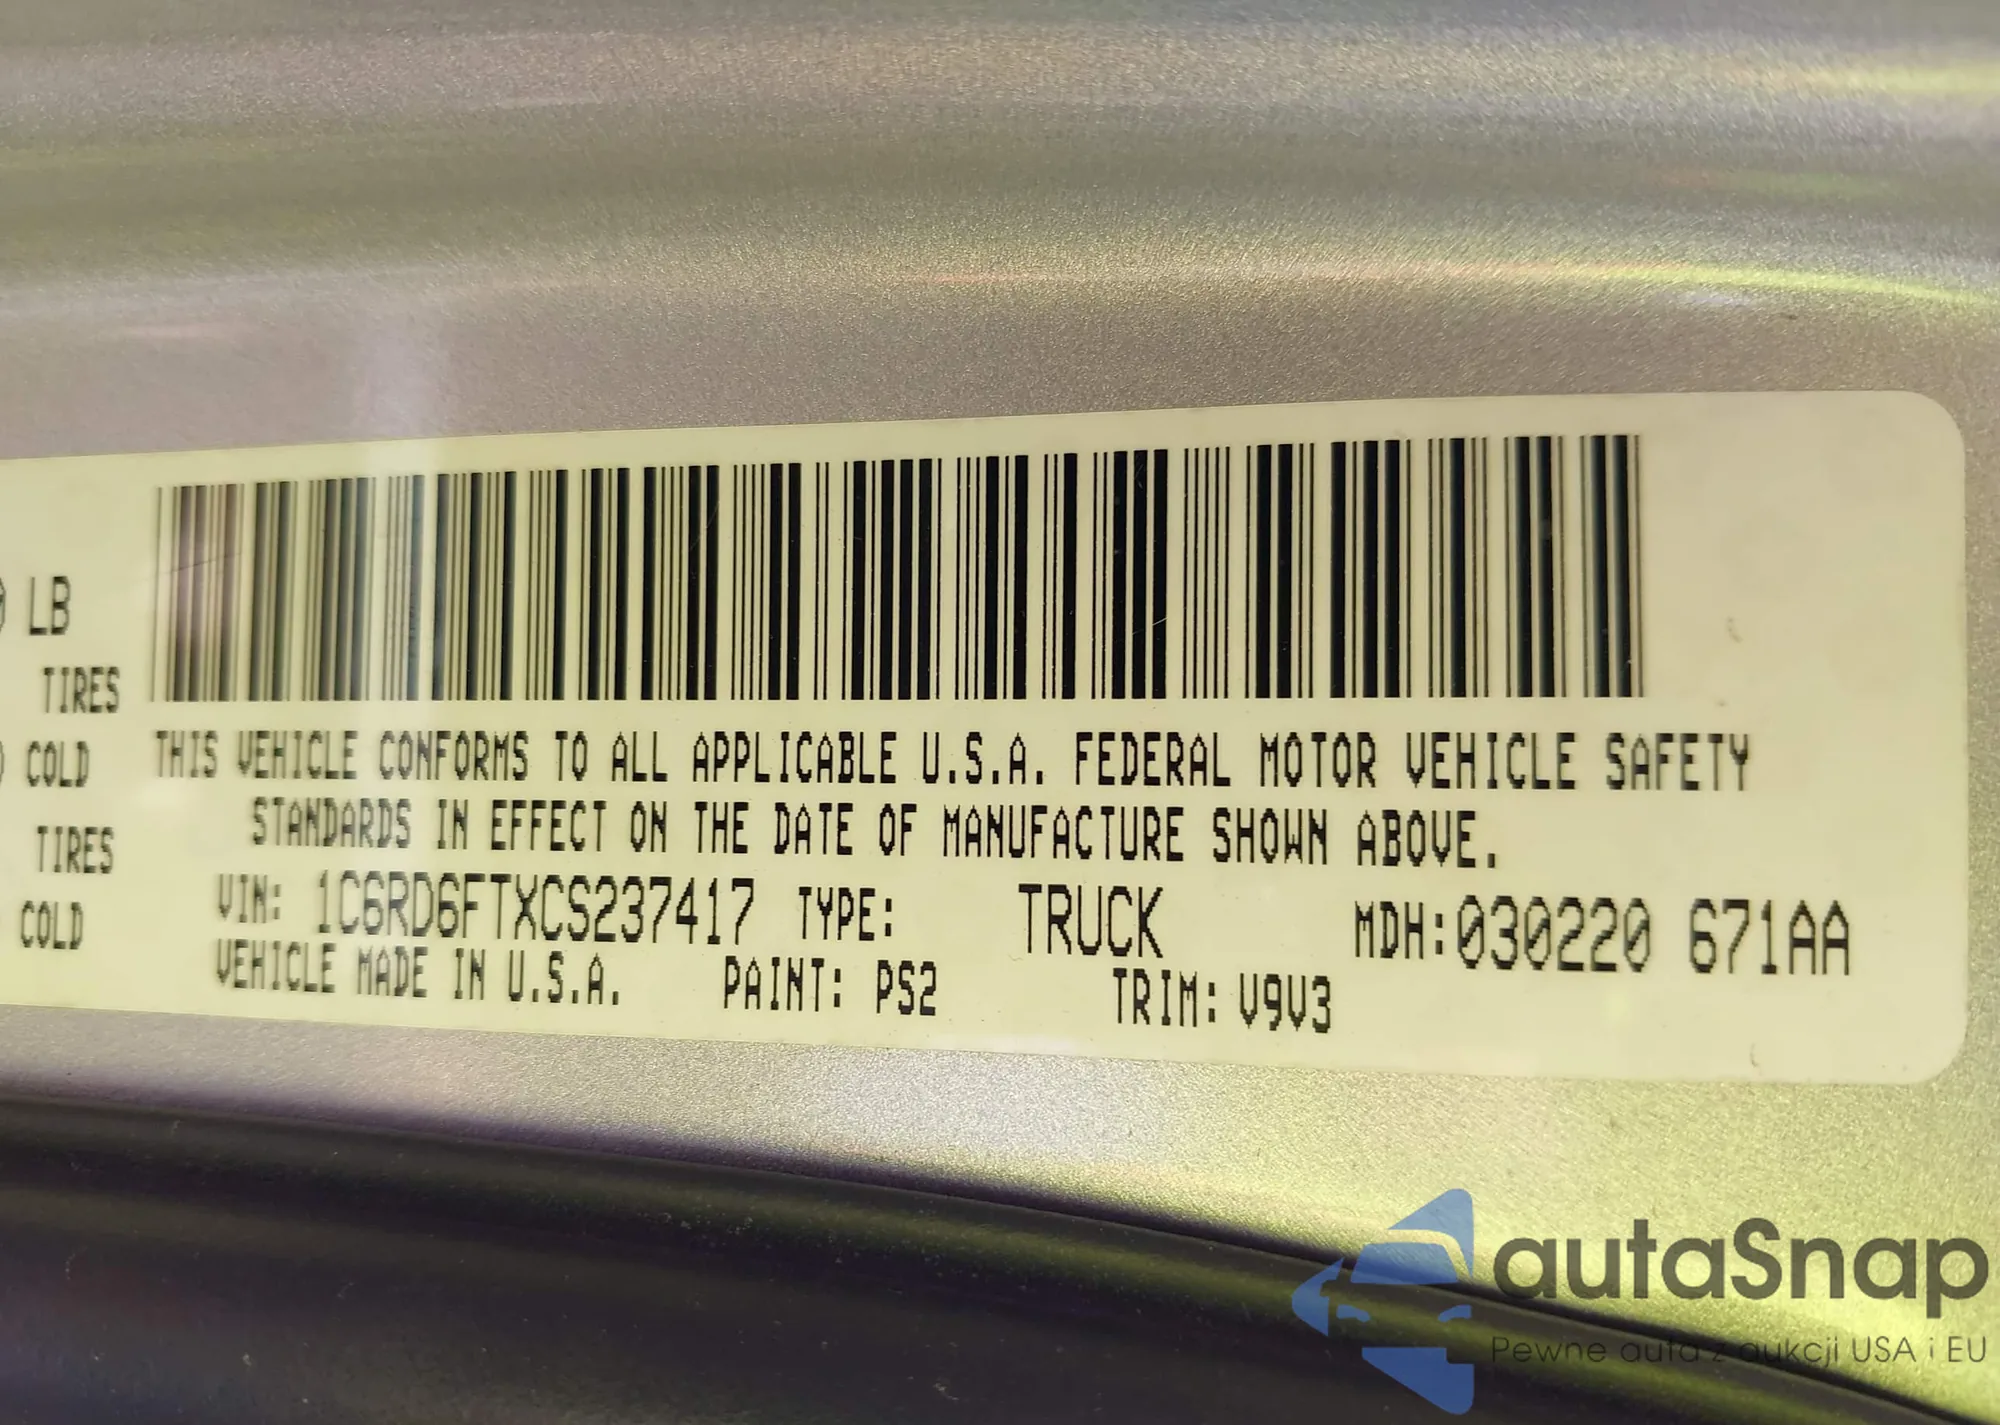 LB
TIRES
COLD
TIRES
COLD
THIS VEHICLE CONFORMS TO ALL APPLICABLE U.S.A. FEDERAL MOTOR VEHICLE SAFETY
STANDARDS IN EFFECT ON THE DATE OF MANUFACTURE SHOWN ABOVE.
VIN: 1C6RD6FTXCS237417 TYPE: TRUCK MDH:030220 671AA
VEHICLE MADE IN U.S.A. PAINT: PS2 TRIM: V9V3
autaSnap
Pewne auta z aukcji USA i EU